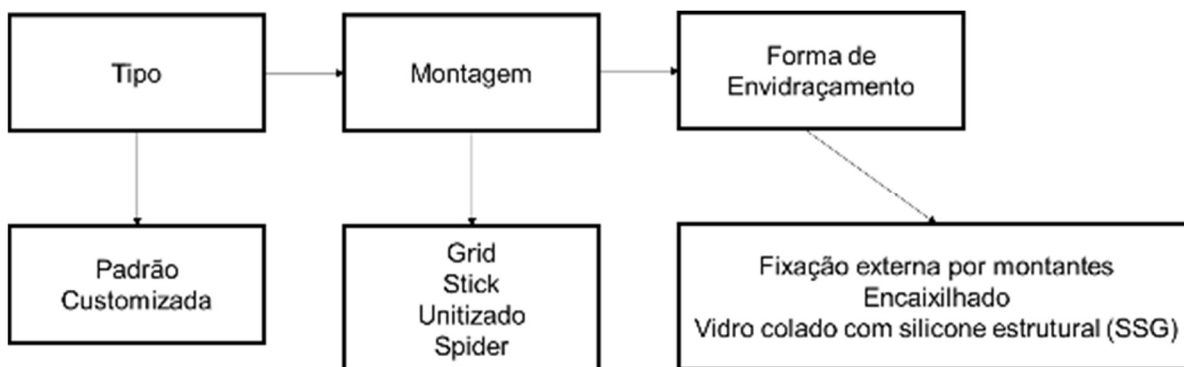 Tipo
Montagem
Forma de
Envidraçamento
Padrão
Customizada
Grid
Stick
Unitizado
Spider
Fixação externa por montantes
Encaixilhado
Vidro colado com silicone estrutural (SSG)